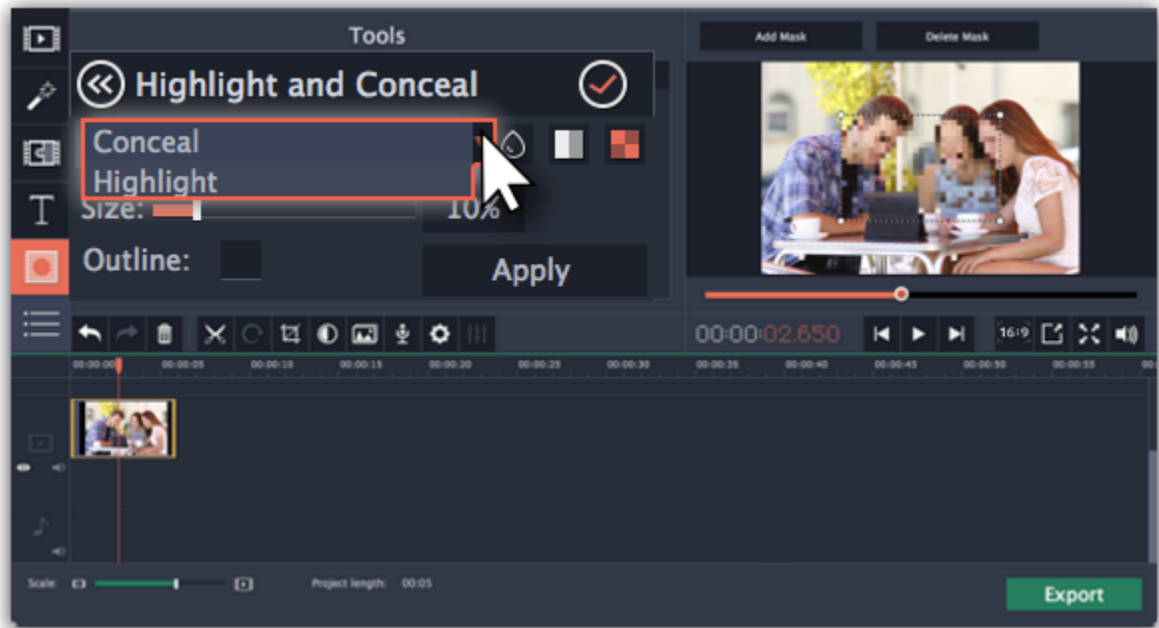 Tools
Add Mask
Delete Mask
Highlight and Conceal
Conceal
Highlight
Size:
10%
Outline:
Apply
T
00:00:02.650
16:9
00:00:00
00:00:05
00:00:10
00:00:15
00:00:20
00:00:25
00:00:30
00:00:35
00:00:40
00:00:45
00:00:50
00:00:55
00:
Scale:
Project length: 00:05
Export